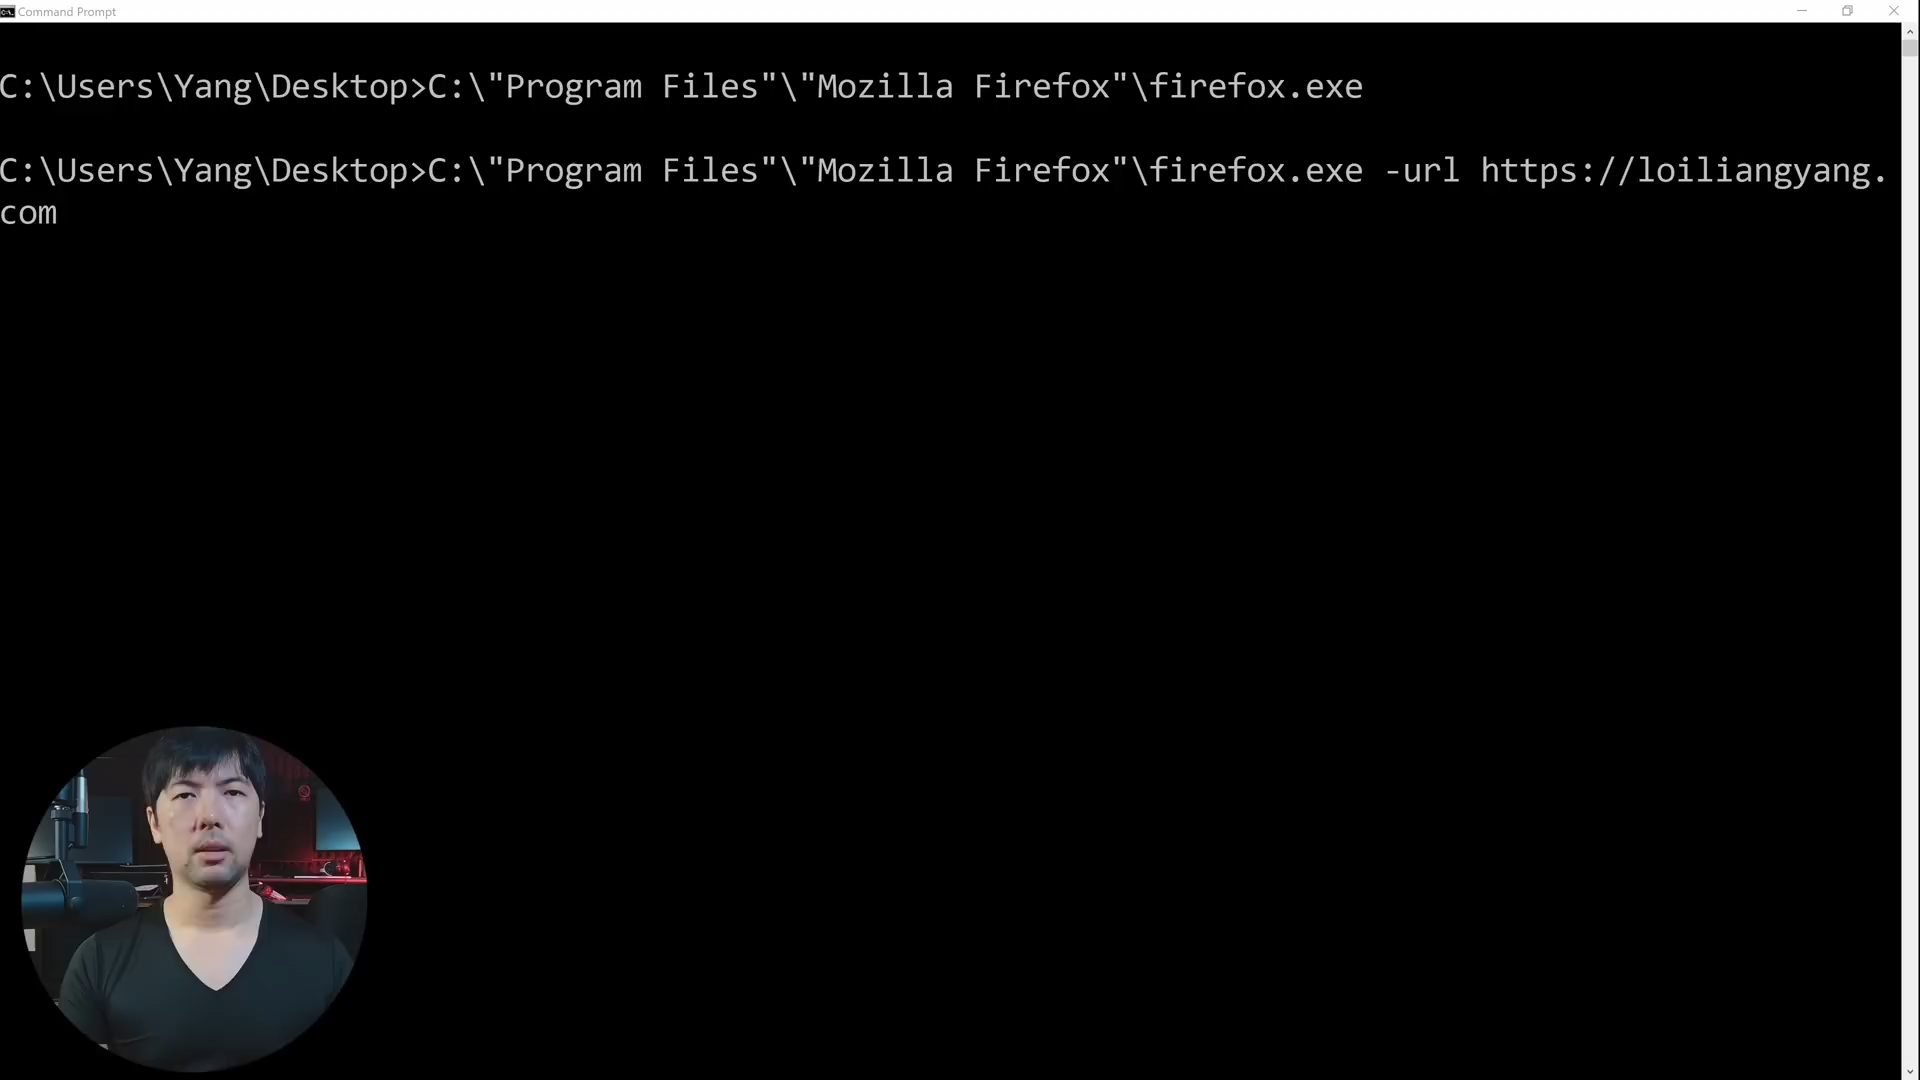 Command Prompt
C:\Users\Yang\Desktop>C:\"Program Files"\"Mozilla Firefox"\firefox.exe
C:\Users\Yang\Desktop>C:\"Program Files"\"Mozilla Firefox"\firefox.exe -url https://loiliangyang.
com